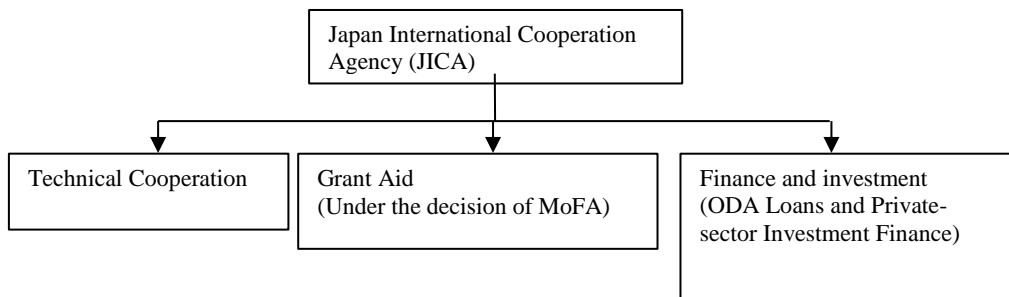 Japan International Cooperation
Agency (JICA)
Technical Cooperation
Grant Aid
(Under the decision of MoFA)
Finance and investment
(ODA Loans and Private-
sector Investment Finance)